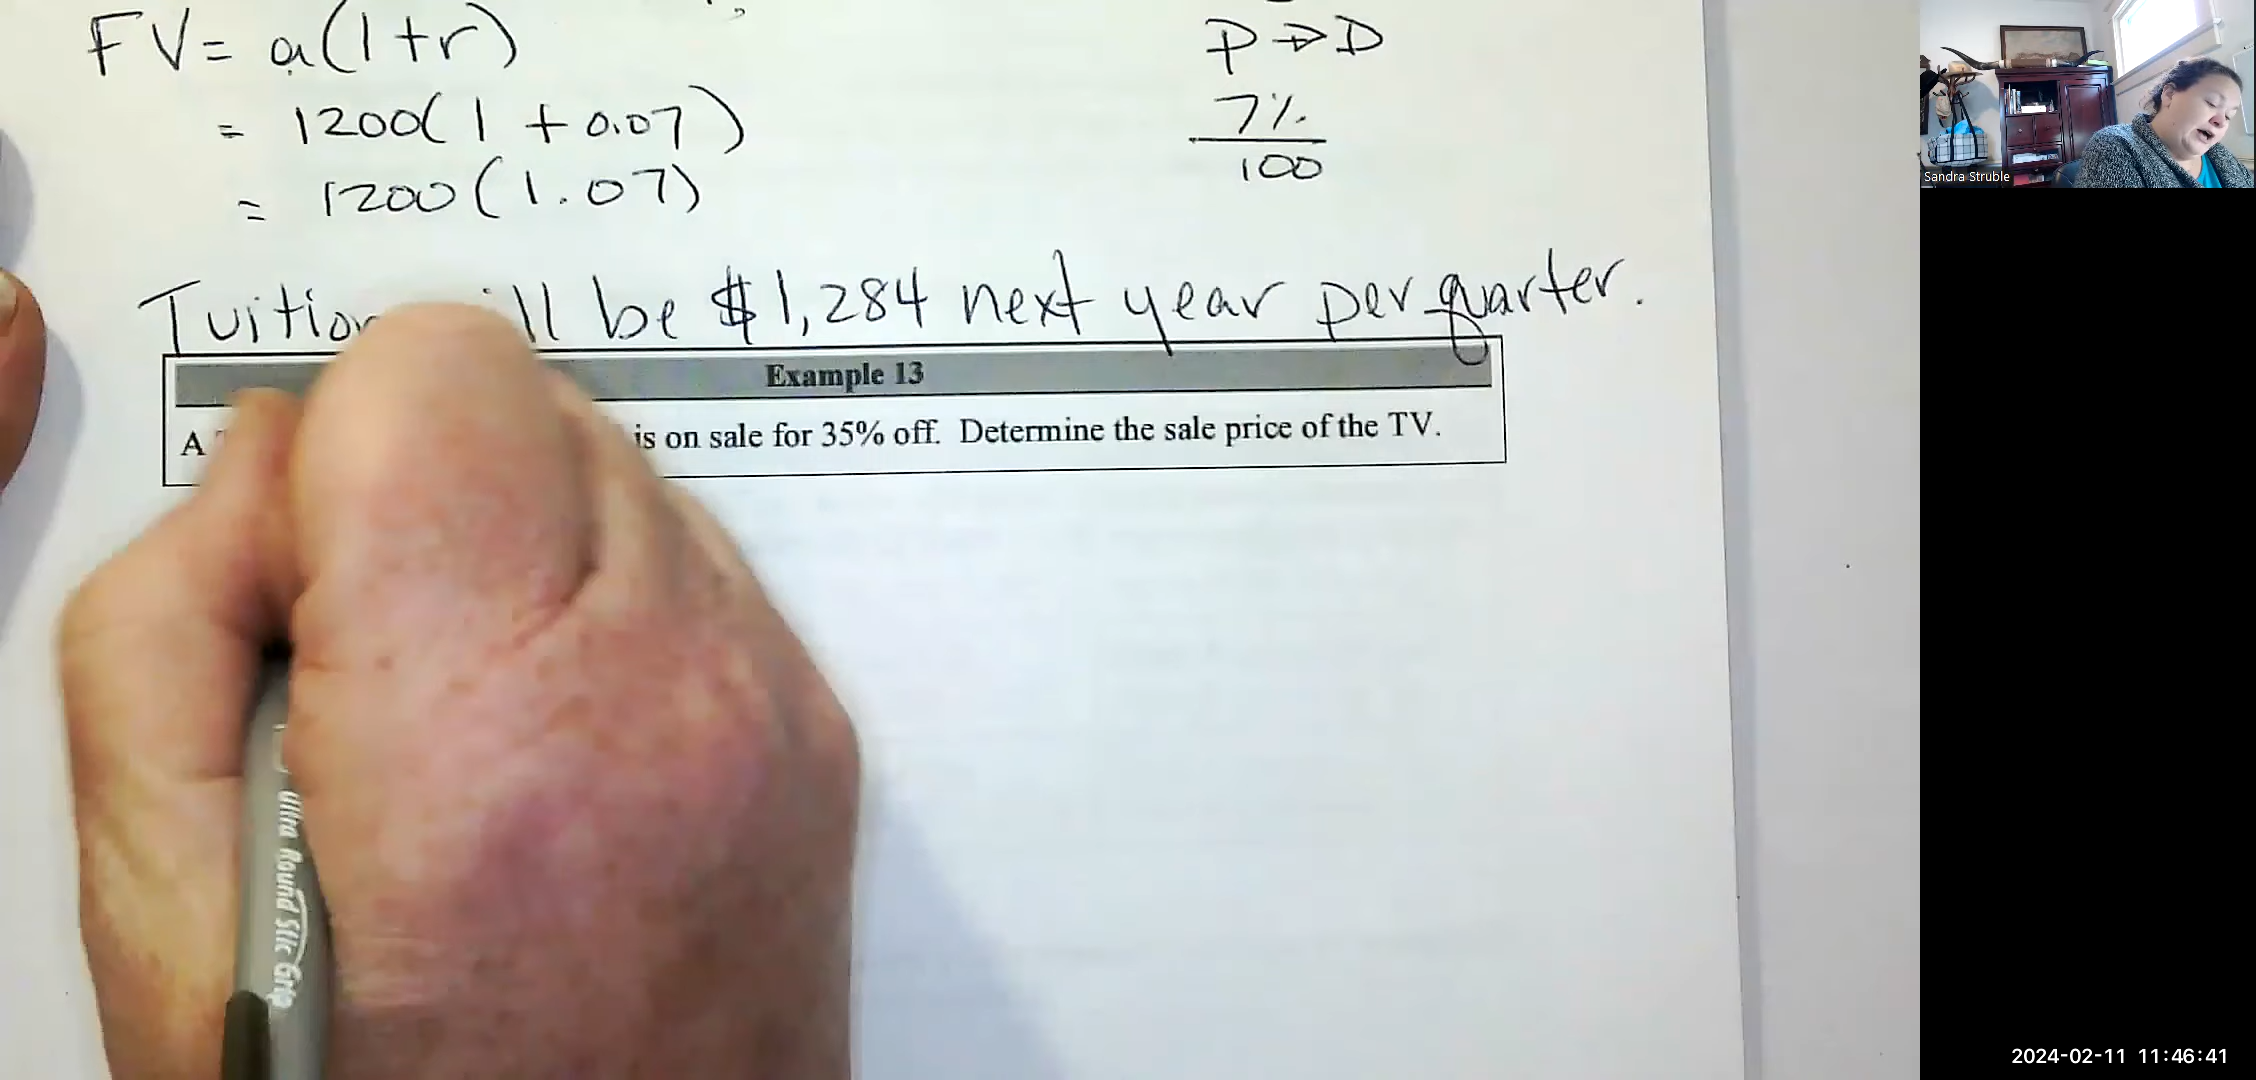 FV = a(1+r)
= 1200(1 + 0.07)
= 1200(1.07)
P → D
7%
100
Tuition will be $1,284 next year per quarter.
Example 13
A is on sale for 35% off. Determine the sale price of the TV.
Ultra Round Stic Grip
Sandra Struble
2024-02-11 11:46:41